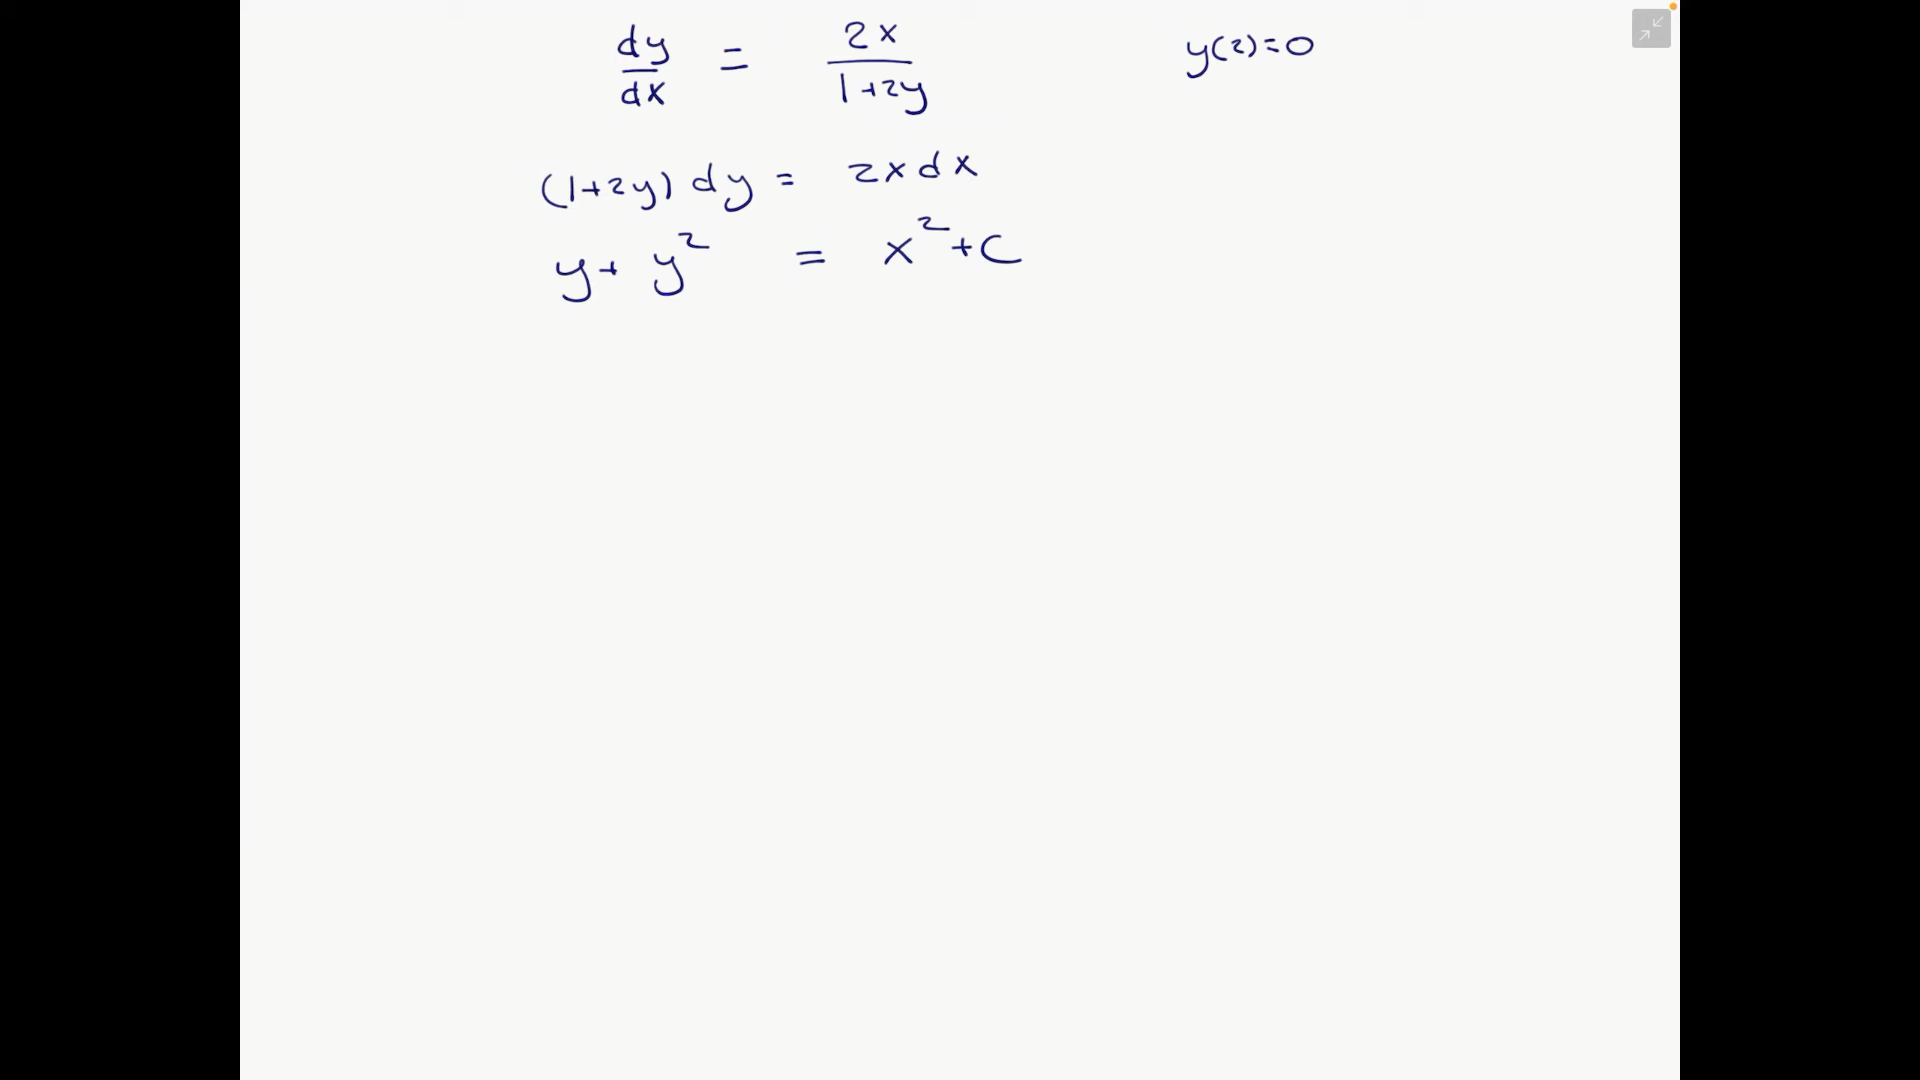 dy/dx = 2x/(1+2y) y(2)=0
(1+2y) dy = 2x dx
y + y² = x² + C